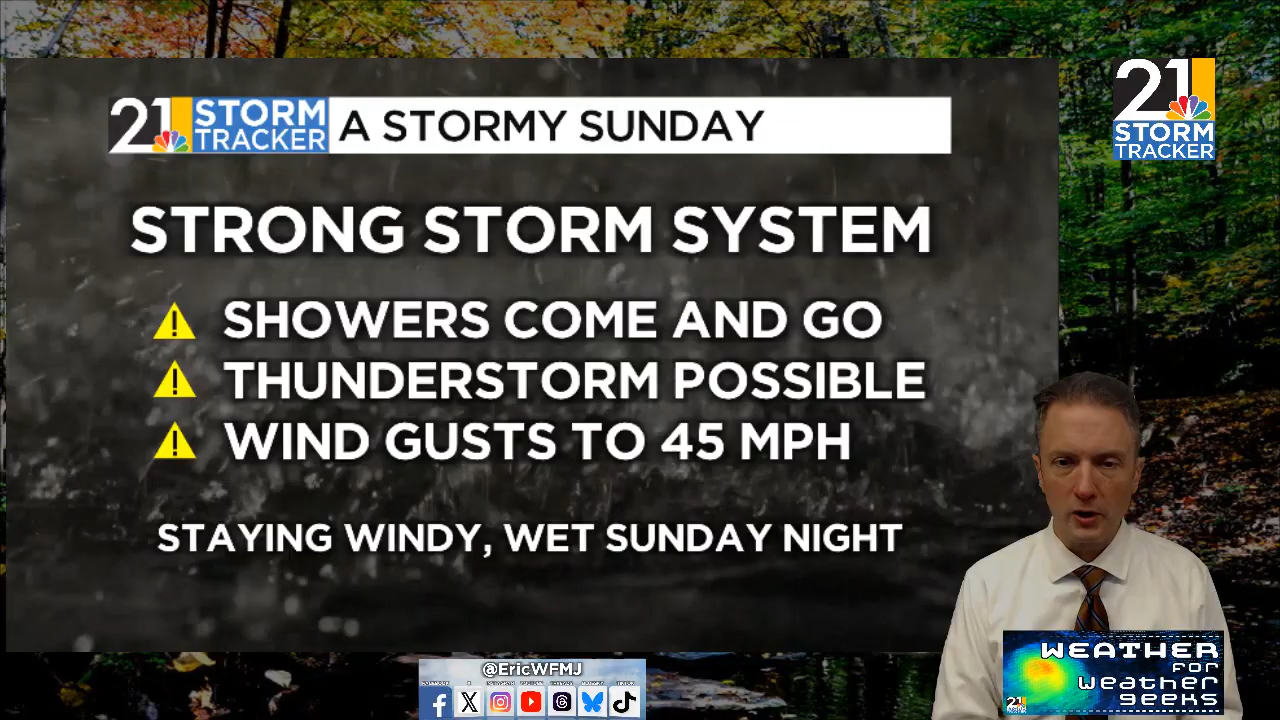 21 STORM TRACKER A STORMY SUNDAY
21 STORM TRACKER
STRONG STORM SYSTEM
SHOWERS COME AND GO
THUNDERSTORM POSSIBLE
WIND GUSTS TO 45 MPH
STAYING WINDY, WET SUNDAY NIGHT
@EricWFMJ
WEATHER
FOR
Weather
Geeks
21